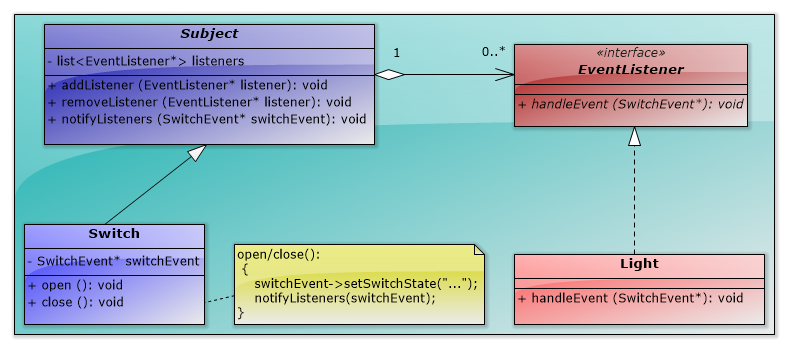 Subject
- list<EventListener*> listeners
+ addListener (EventListener* listener): void
+ removeListener (EventListener* listener): void
+ notifyListeners (SwitchEvent* switchEvent): void
1
0..*
«interface»
EventListener
+ handleEvent (SwitchEvent*): void
Switch
- SwitchEvent* switchEvent
+ open (): void
+ close (): void
open/close():
{
switchEvent->setSwitchState("...");
notifyListeners(switchEvent);
}
Light
+ handleEvent (SwitchEvent*): void